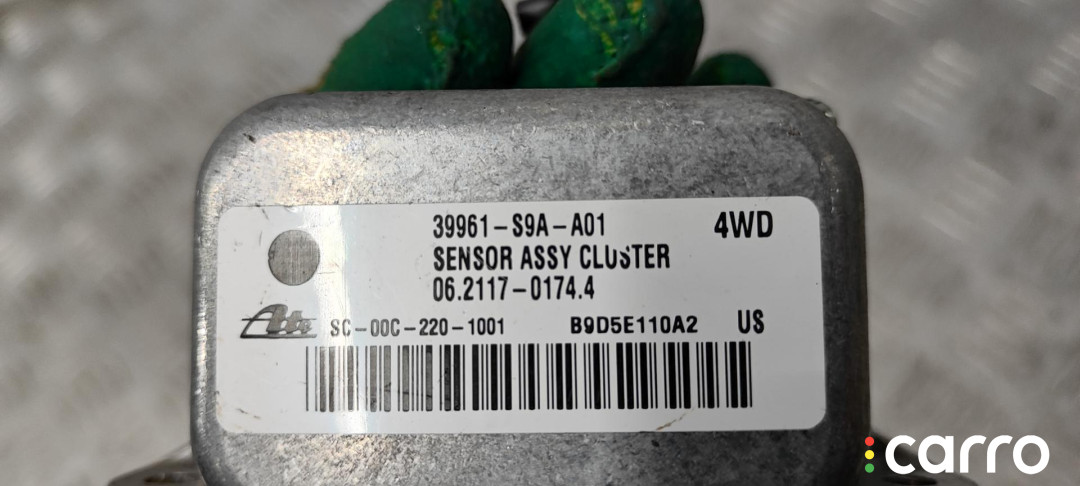 39961-S9A-A01 4WD
SENSOR ASSY CLUSTER
06.2117-0174.4
Ate SC-00C-220-1001 B9D5E110A2 US
carro